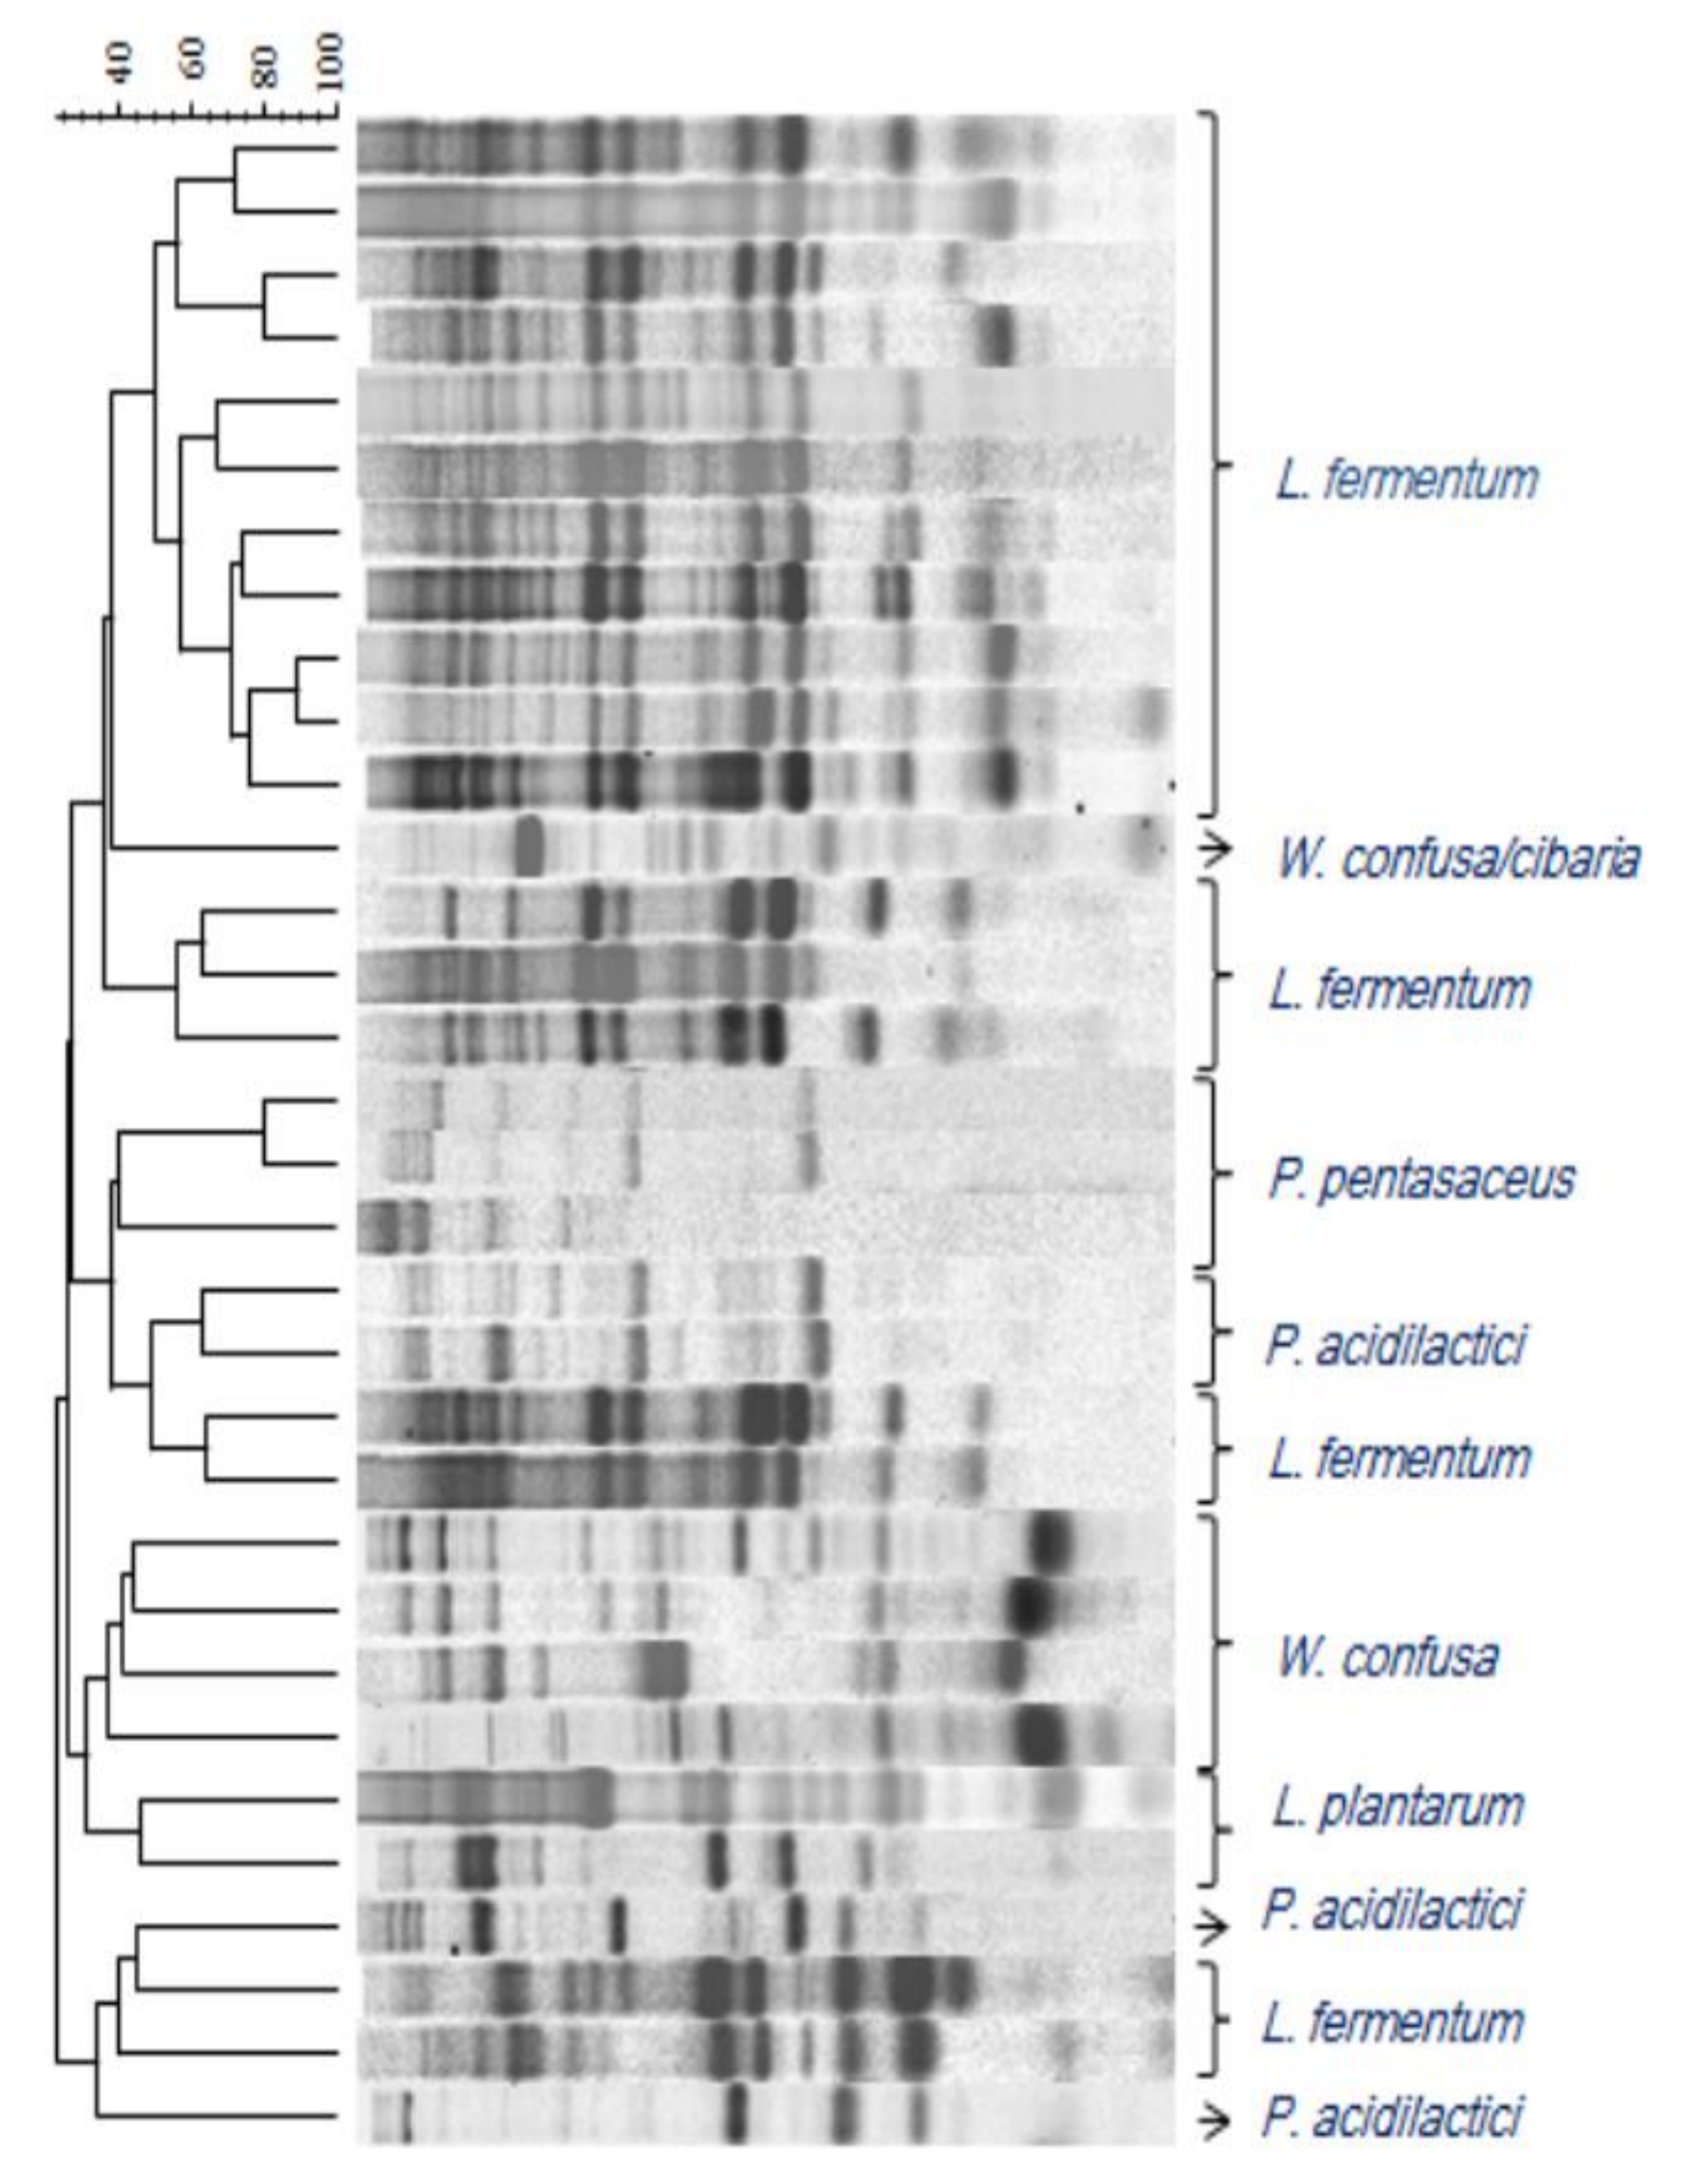 40 60 80 100
L. fermentum
W. confusa/cibaria
L. fermentum
P. pentasaceus
P. acidilactici
L. fermentum
W. confusa
L. plantarum
P. acidilactici
L. fermentum
P. acidilactici